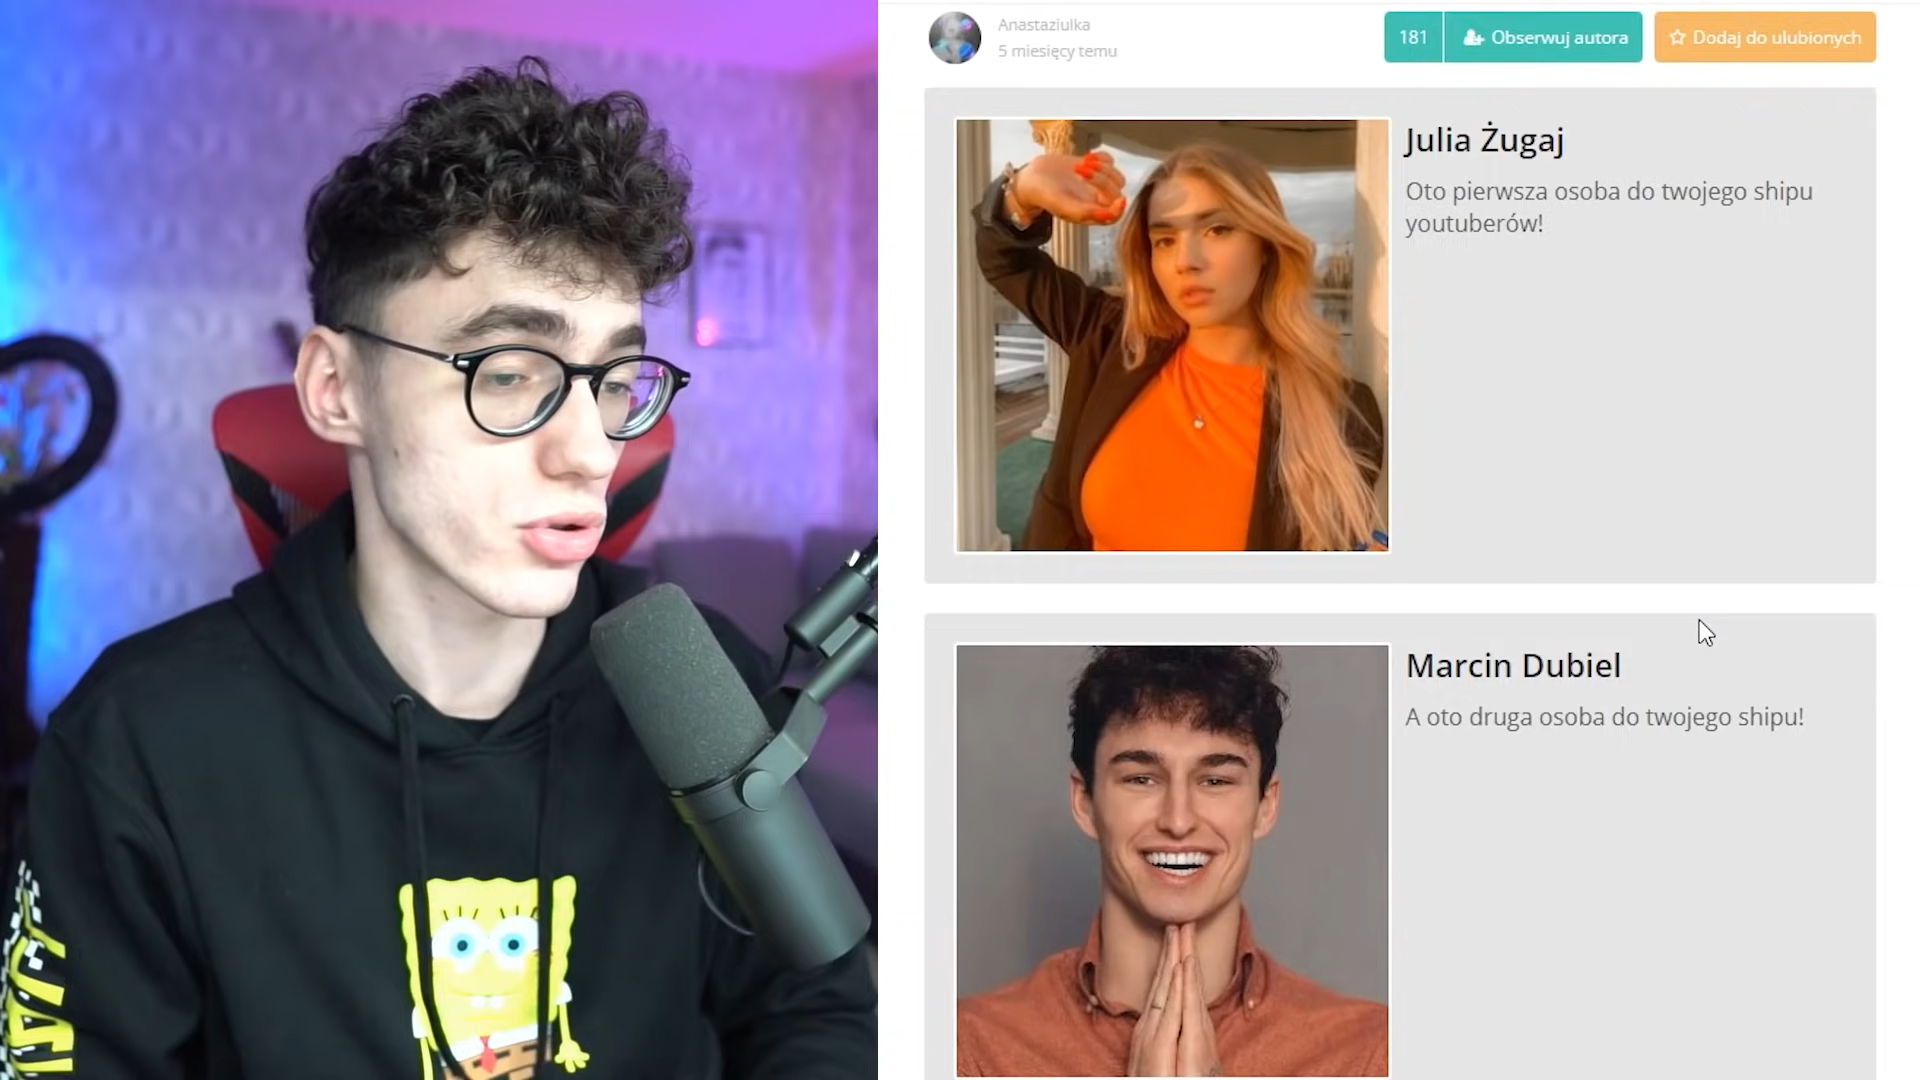 Anastaziulka
5 miesięcy temu
181
Obserwuj autora
Dodaj do ulubionych
Julia Żugaj
Oto pierwsza osoba do twojego shipu
youtuberów!
Marcin Dubiel
A oto druga osoba do twojego shipu!